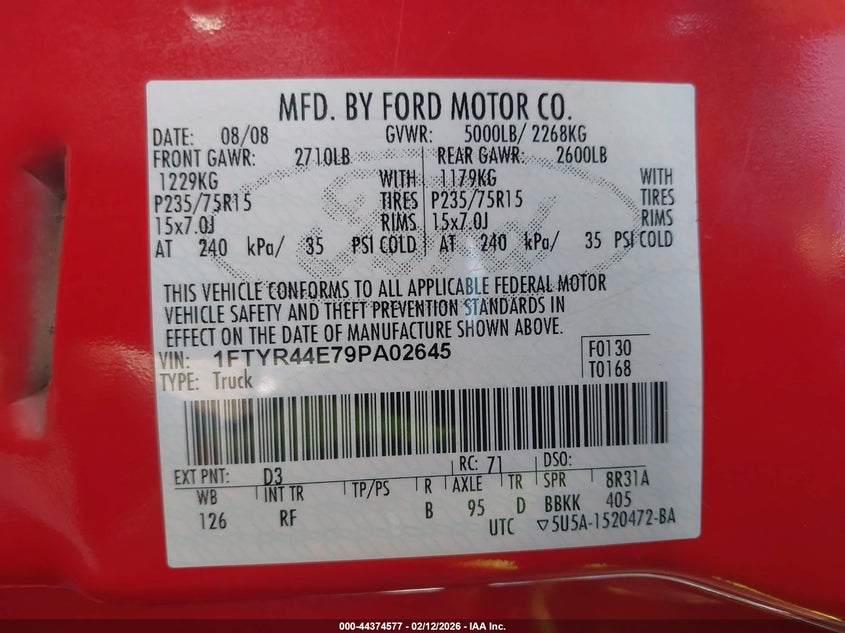 MFD. BY FORD MOTOR CO.
DATE: 08/08 GVWR: 5000LB/ 2268KG
FRONT GAWR: 2710LB REAR GAWR: 2600LB
1229KG WITH 1179KG WITH
P235/75R15 TIRES P235/75R15 TIRES
15x7.0J RIMS 15x7.0J RIMS
AT 240 kPa/ 35 PSI COLD AT 240 kPa/ 35 PSI COLD
THIS VEHICLE CONFORMS TO ALL APPLICABLE FEDERAL MOTOR
VEHICLE SAFETY AND THEFT PREVENTION STANDARDS IN
EFFECT ON THE DATE OF MANUFACTURE SHOWN ABOVE.
VIN: 1FTYR44E79PA02645 F0130
TYPE: Truck T0168
EXT PNT: D3 RC: 71 DSO:
WB INT TR TP/PS R AXLE TR SPR 8R31A
126 RF B 95 D BBKK 405
UTC ▽5U5A-1520472-BA
Ford
000-44374577 - 02/12/2026 - IAA Inc.